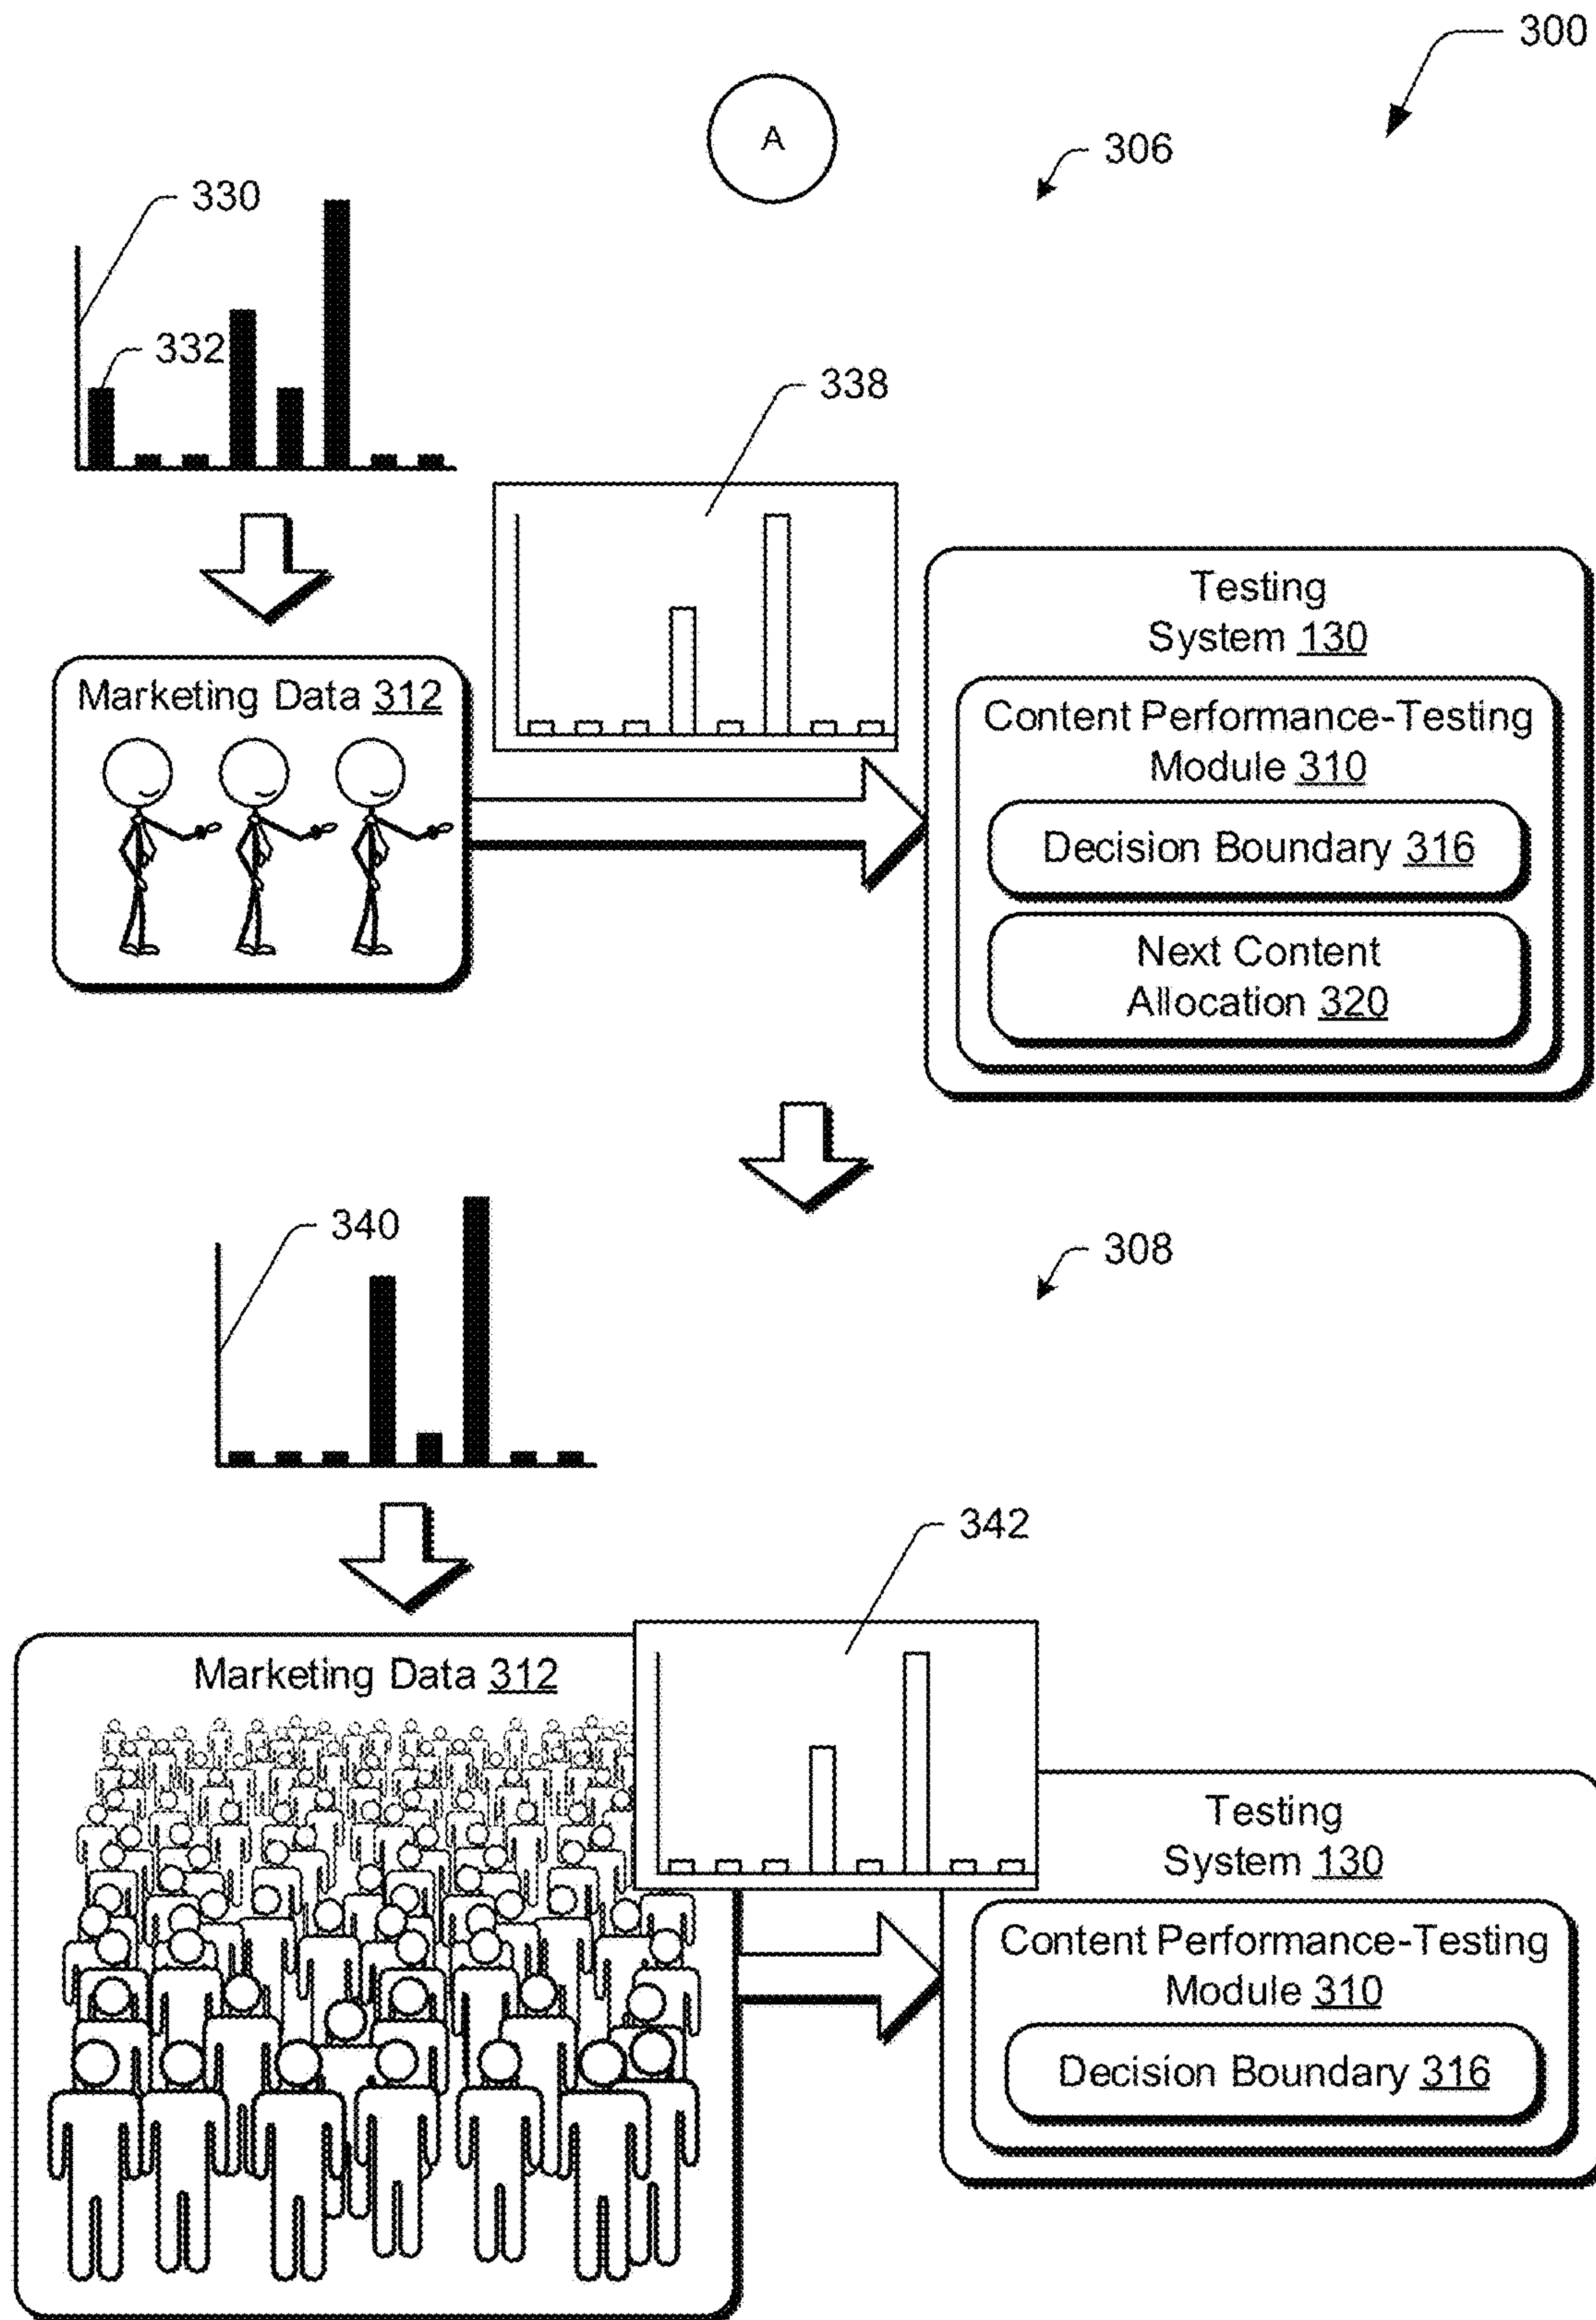 300
A
306
330
332
338
Testing
System 130
Marketing Data 312
Content Performance-Testing
Module 310
Decision Boundary 316
Next Content
Allocation 320
340
308
342
Marketing Data 312
Testing
System 130
Content Performance-Testing
Module 310
Decision Boundary 316